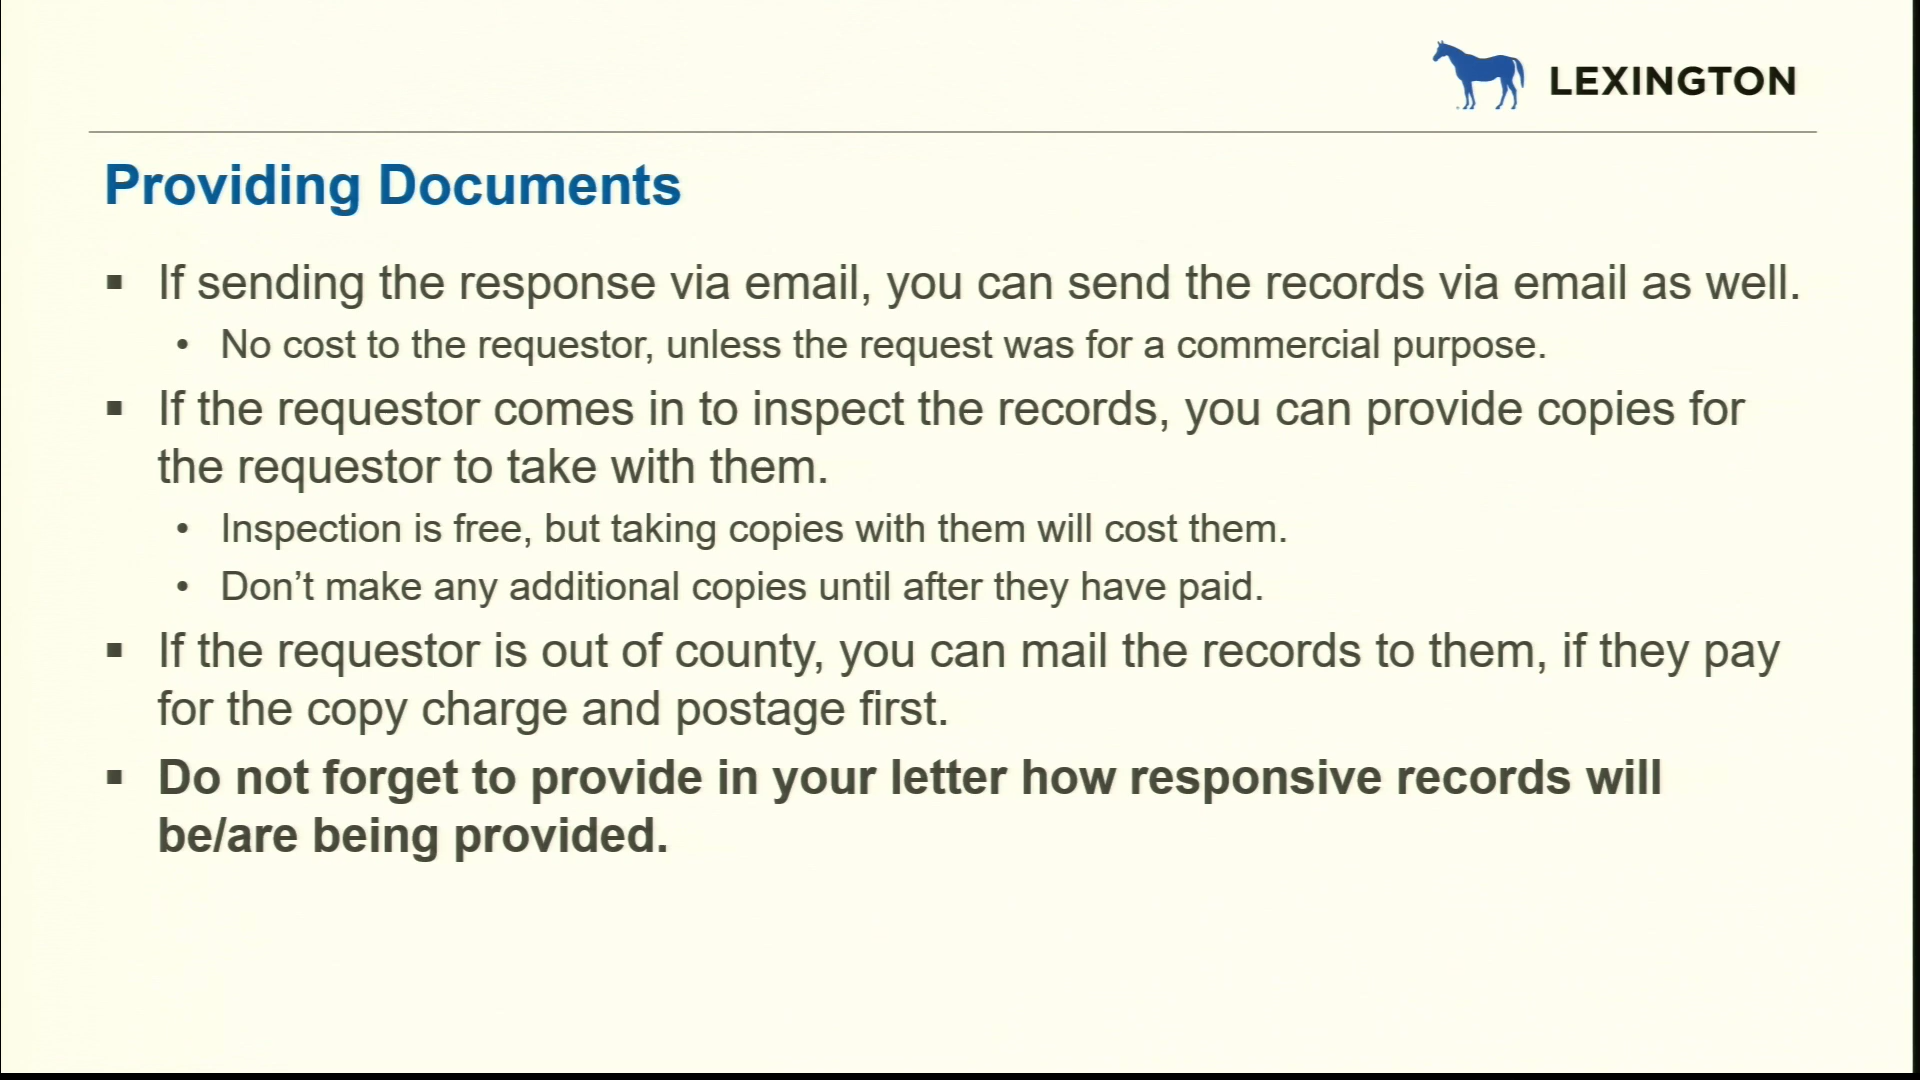 LEXINGTON
Providing Documents
▪ If sending the response via email, you can send the records via email as well.
• No cost to the requestor, unless the request was for a commercial purpose.
▪ If the requestor comes in to inspect the records, you can provide copies for
the requestor to take with them.
• Inspection is free, but taking copies with them will cost them.
• Don’t make any additional copies until after they have paid.
▪ If the requestor is out of county, you can mail the records to them, if they pay
for the copy charge and postage first.
▪ Do not forget to provide in your letter how responsive records will
be/are being provided.